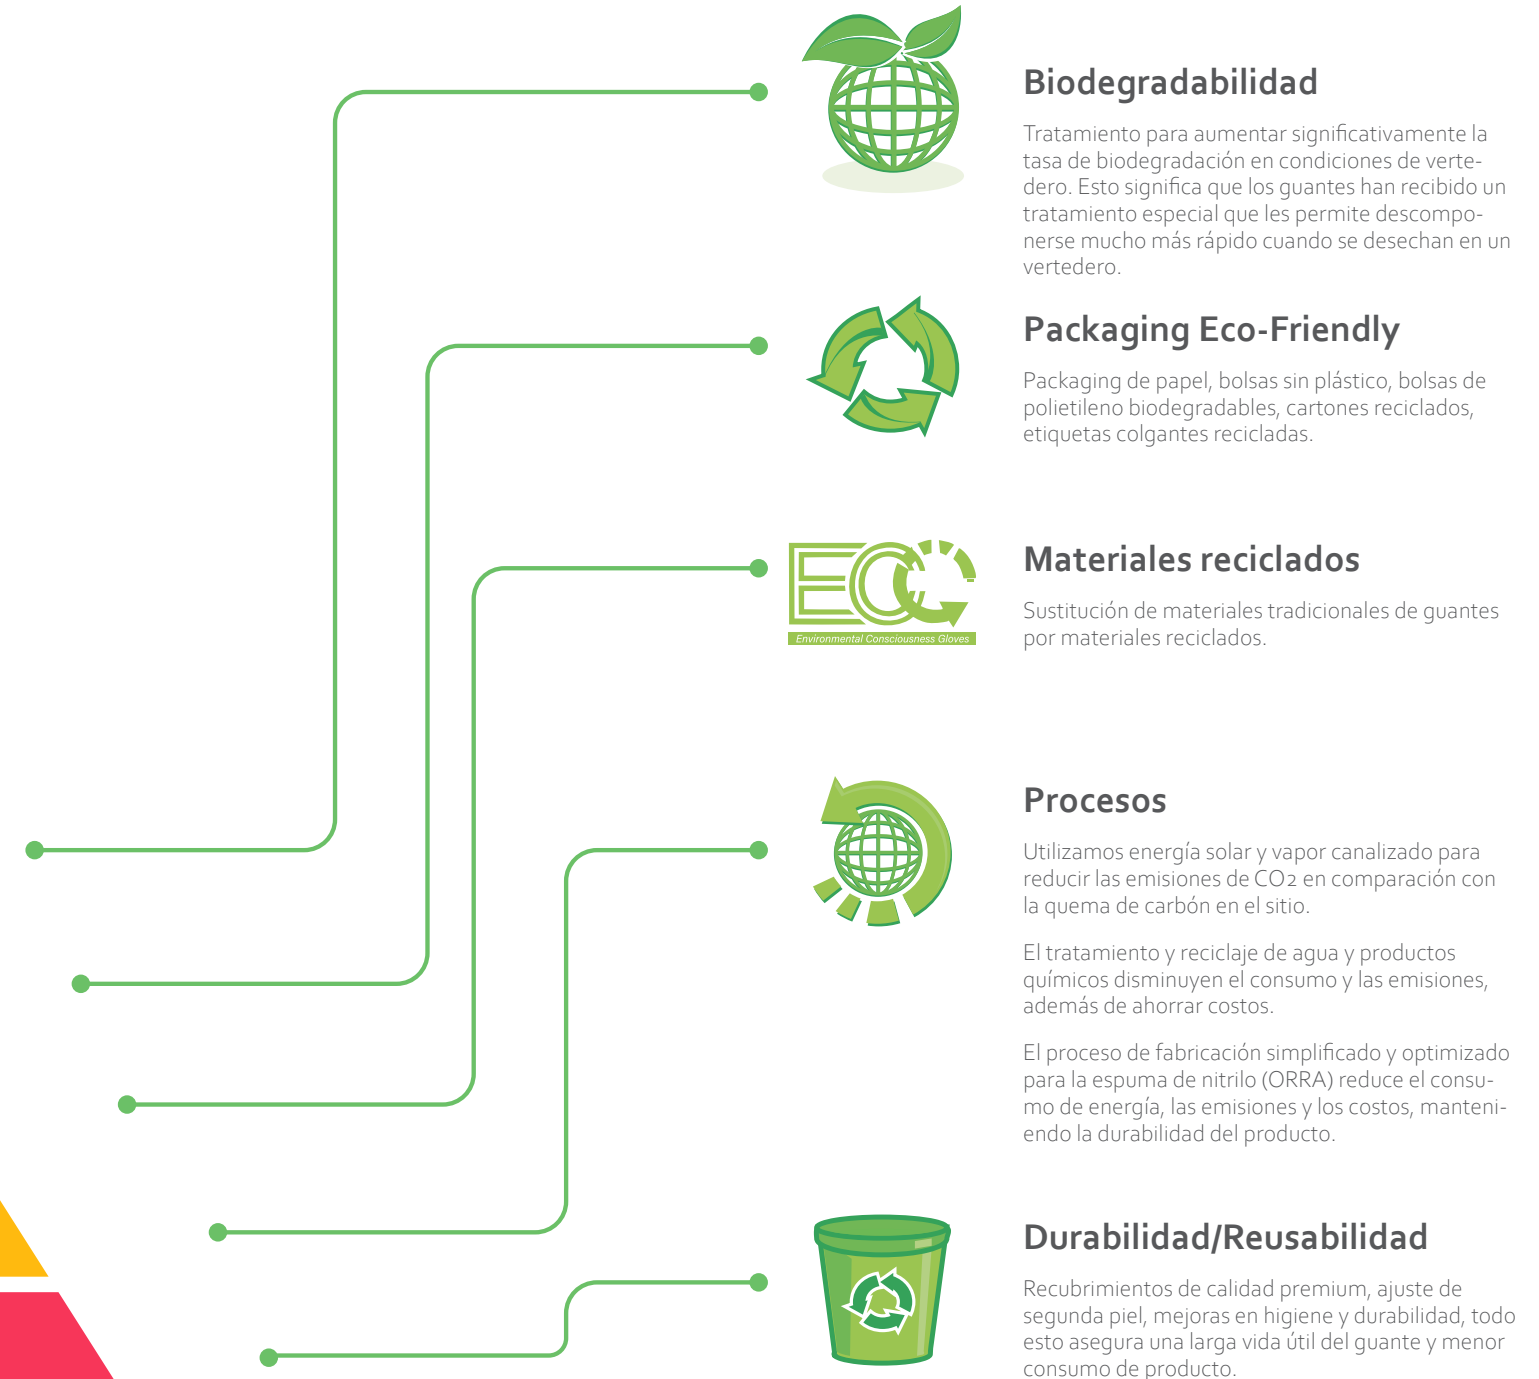 Biodegradabilidad
Tratamiento para aumentar significativamente la
tasa de biodegradación en condiciones de verte-
dero. Esto significa que los guantes han recibido un
tratamiento especial que les permite descompo-
nerse mucho más rápido cuando se desechan en un
vertedero.
Packaging Eco-Friendly
Packaging de papel, bolsas sin plástico, bolsas de
polietileno biodegradables, cartones reciclados,
etiquetas colgantes recicladas.
ECG
Environmental Consciousness Gloves
Materiales reciclados
Sustitución de materiales tradicionales de guantes
por materiales reciclados.
Procesos
Utilizamos energía solar y vapor canalizado para
reducir las emisiones de CO2 en comparación con
la quema de carbón en el sitio.
El tratamiento y reciclaje de agua y productos
químicos disminuyen el consumo y las emisiones,
además de ahorrar costos.
El proceso de fabricación simplificado y optimizado
para la espuma de nitrilo (ORRA) reduce el consu-
mo de energía, las emisiones y los costos, manteni-
endo la durabilidad del producto.
Durabilidad/Reusabilidad
Recubrimientos de calidad premium, ajuste de
segunda piel, mejoras en higiene y durabilidad, todo
esto asegura una larga vida útil del guante y menor
consumo de producto.